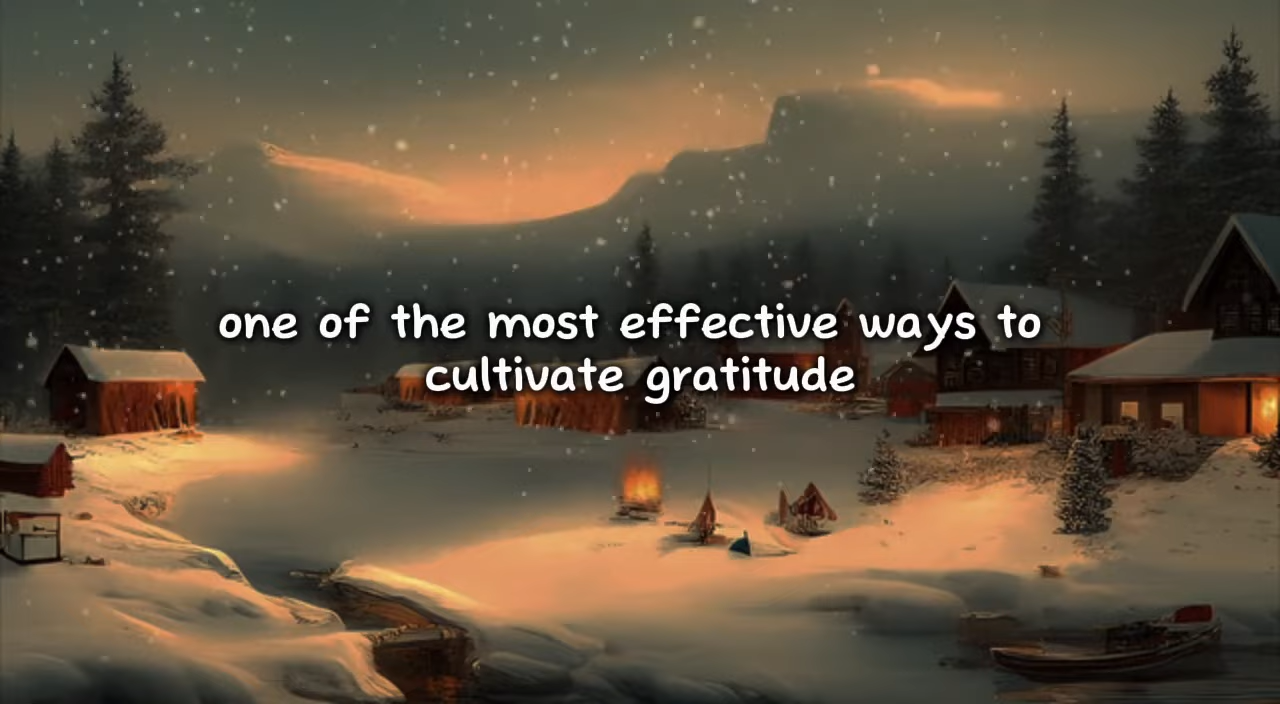 one of the most effective ways to
cultivate gratitude